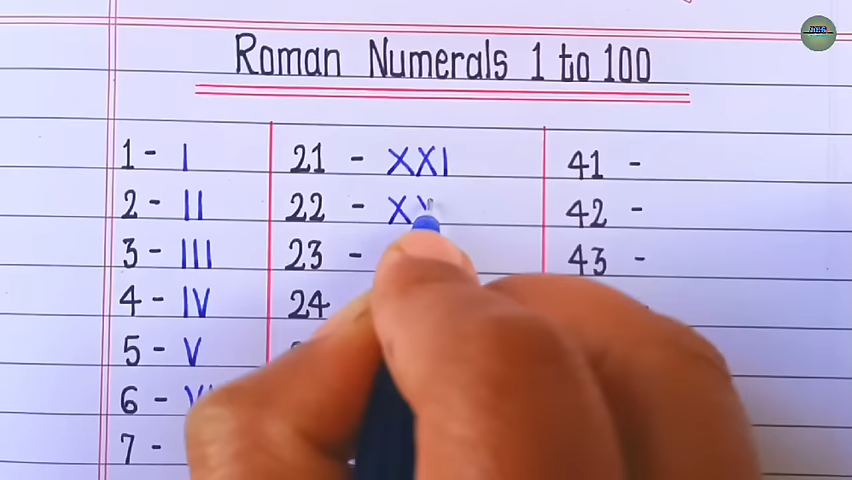 Roman Numerals 1 to 100
1 - I
2 - II
3 - III
4 - IV
5 - V
6 -
7 -
21 - XXI
22 - X
23 -
24
41 -
42 -
43 -